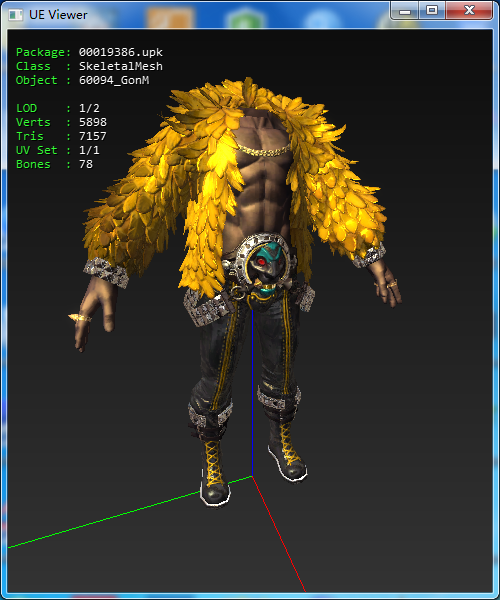 UE Viewer
Package: 00019386.upk
Class : SkeletalMesh
Object : 60094_GonM
LOD : 1/2
Verts : 5898
Tris : 7157
UV Set : 1/1
Bones : 78